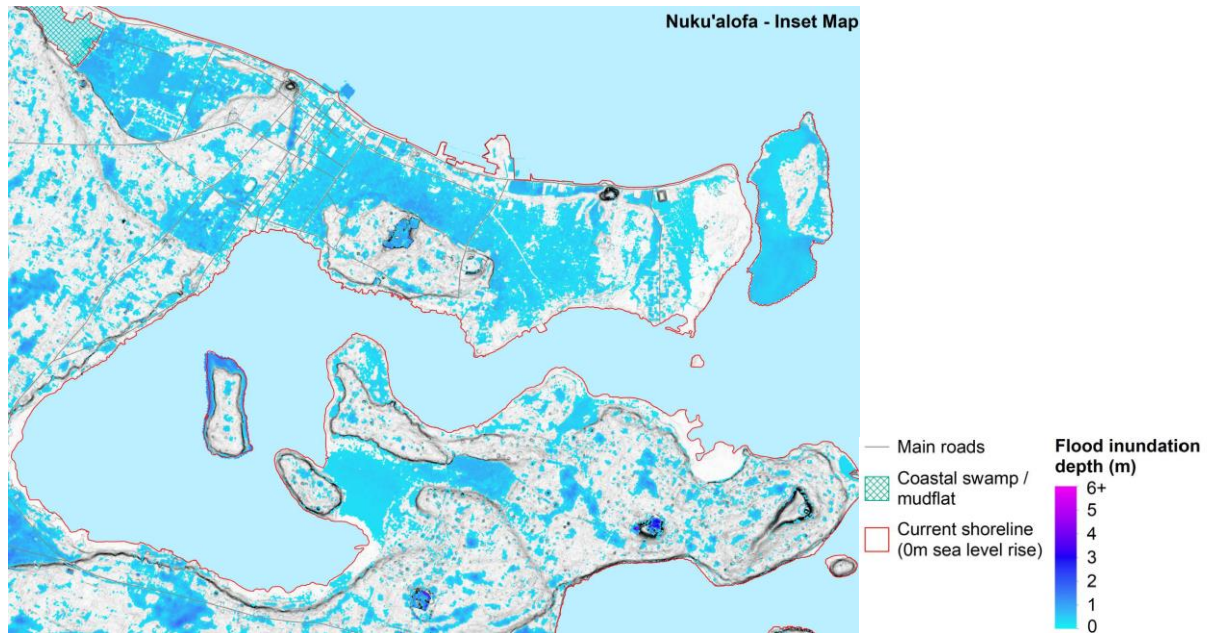 Nuku'alofa - Inset Map
Main roads
Coastal swamp /
mudflat
Current shoreline
(0m sea level rise)
Flood inundation
depth (m)
6+
5
4
3
2
1
0